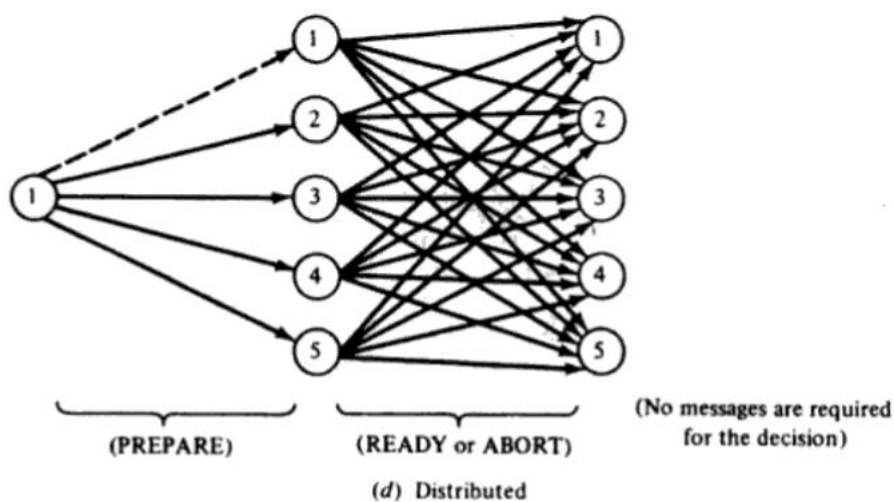 1
1
2
3
4
5
1
2
3
4
5
(PREPARE)
(READY or ABORT)
(No messages are required
for the decision)
(d) Distributed